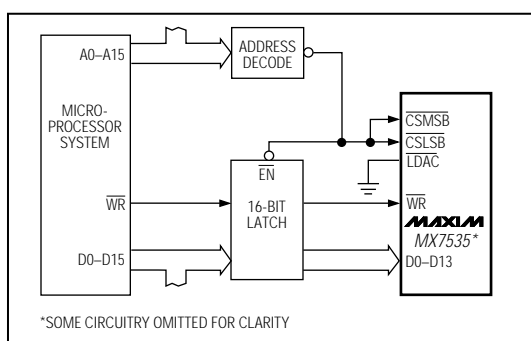 A0–A15
ADDRESS
DECODE
MICRO-
PROCESSOR
SYSTEM
CSMSB
CSLSB
LDAC
EN
WR
16-BIT
LATCH
WR
MAXIM
MX7535*
D0–D15
D0–D13
*SOME CIRCUITRY OMITTED FOR CLARITY